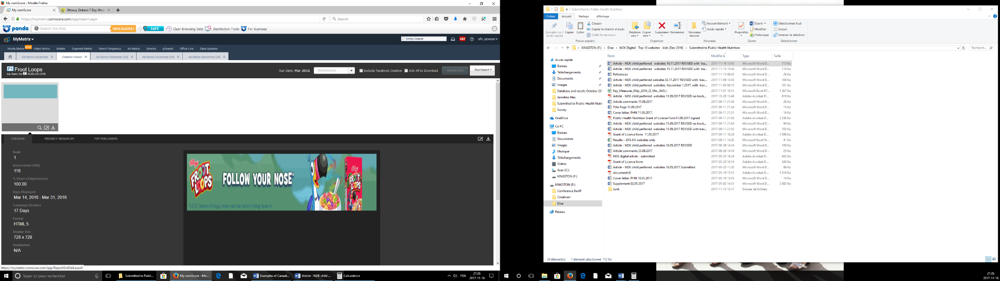 My comScore - Mozilla Firefox
My comScore
Ottawa, Ontario 7 Day Weat
https://mymetrix.comscore.com/app/report.aspx
Search
panda
Search the Web
WEB SEARCH
SAFE
Clear Browsing Data
Disinfection Tools
For Business
MyMetrix
Entity Search
107
ufo_epauze
Media Metrix
NEW!
Video Metrix
Mobile
Segment Metrix
Reach Frequency
Ad Metrix
Xmedia
qSearch
Office Link
Data Updates
Ad Metrix Advertiser
Creative Viewer
Ad Metrix Advertiser (22)
Ad Metrix Advertiser (23)
Ad Metrix Advertiser (24)
P1 Froot Loops
As Seen On P ROBLOX.COM
Run Date: Mar 2016
Impressions
Exclude Facebook Creative
Add All to Download
DOWNLOAD
Run Report
CREATIVE
PRODUCT HIERARCHY
TOP PUBLISHERS
Rank
1
Impressions (000)
118
% Share of Impressions
100.00
Days Displayed
Mar 14, 2016 - Mar 31, 2016
Campaign Duration
17 Days
Format
HTML 5
Display Size
728 x 728
Destination
N/A
Kellogg's
FROOT LOOPS
FOLLOW YOUR NOSE
Kellogg's
FROOT LOOPS
https://mymetrix.comscore.com/app/ReportGridExt4.aspx#
Taper ici pour rechercher
Submitted to Publi...
My comScore - Mo...
Examples of Canadi...
Article - M2K child ...
Calculatrice
FRA
21:26
2017-11-16
Submitted to Public Health Nutrition
Fichier
Accueil
Partage
Affichage
Épingler sur l'accès rapide
Copier
Coller
Couper
Copier le chemin d'accès
Coller le raccourci
Presse-papiers
Déplacer vers
Copier vers
Supprimer
Renommer
Organiser
Nouveau dossier
Nouvel élément
Accès rapide
Nouveau
Propriétés
Ouvrir
Modifier
Historique
Ouvrir
Sélectionner tout
Aucun
Inverser la sélection
Sélectionner
KINGSTON (F:) > Elise > M2K Digital - Top 10 websites - kids (Dec 2016) > Submitted to Public Health Nutrition
Recherch...
Accès rapide
Bureau
Téléchargements
Documents
Images
Database and results October 20
Jennifers files
Submitted to Public Health Nutri
Survey
OneDrive
Ce PC
Bureau
Documents
Images
Musique
Téléchargements
Vidéos
Acer (C:)
KINGSTON (F:)
KINGSTON (F:)
Conference Banff
Creatives
Elise
Réseau
Nom Modifié le Type Taille
Article - M2K child perferred websites 16.11.2017 REVISED with tra... 2017-11-16 15:43 Microsoft Word D... 113 Ko
Article - M2K child perferred websites 15.11.2017 REVISED with tra... 2017-11-15 15:44 Microsoft Word D... 110 Ko
References 2017-11-15 08:43 Microsoft Word D... 26 Ko
Article - M2K child perferred websites 02.11.2017 REVISED with trac... 2017-11-06 14:50 Microsoft Word D... 104 Ko
Article - M2K child perferred websites. November 1.2017. with trac... 2017-11-03 09:15 Microsoft Word D... 101 Ko
Key_Measures_May_2016_(3_Mo._AVG.) 2017-11-01 18:15 Microsoft Excel 97... 1 367 Ko
Article - M2K child perferred websites 11.09.2017 REVISED no track... 2017-10-20 13:46 Adobe Acrobat D... 619 Ko
Article comments 11.09.2017 2017-09-11 21:46 Microsoft Word D... 28 Ko
Title Page 11.09.2017 2017-09-11 21:34 Microsoft Word D... 15 Ko
Cover letter. PHN 11.09.2017. 2017-09-11 21:21 Microsoft Word D... 16 Ko
Public Health Nutrition Grant of License Form11.09.2017 signed 2017-09-11 21:06 Adobe Acrobat D... 3 336 Ko
Article - M2K child perferred websites 11.09.2017 REVISED no track... 2017-09-11 21:04 Microsoft Word D... 94 Ko
Article - M2K child perferred websites 11.09.2017 REVISED with trac... 2017-09-11 21:03 Microsoft Word D... 105 Ko
Grant of Licence form 11.09.2017 2017-09-11 16:28 Adobe Acrobat D... 1 098 Ko
Results - 35% UV websites only 2017-09-11 14:20 Microsoft Excel W... 41 Ko
Article - M2K child perferred websites 18.05.2017 REVISED 2017-08-26 14:14 Microsoft Word D... 109 Ko
Article comments 23.08.2017 2017-08-26 14:14 Microsoft Word D... 25 Ko
M2K digital article - submitted 2017-05-23 16:24 Adobe Acrobat D... 452 Ko
Grant of Licence form 2017-05-23 16:14 Adobe Acrobat D... 343 Ko
Article - M2K child perferred websites 18.05.2017 Submitted 2017-05-23 11:30 Microsoft Word D... 86 Ko
document(4) 2017-05-19 15:15 Adobe Acrobat D... 1 018 Ko
Cover letter. PHN 18.05.2017. 2017-05-18 15:05 Microsoft Word D... 16 Ko
Supplement 02.05.2017 2017-05-03 14:31 Microsoft Word D... 2 882 Ko
Junk 2017-11-15 15:17 Dossier de fichiers
24 élément(s) 1 élément sélectionné 112 Ko
21:26
2017-11-16